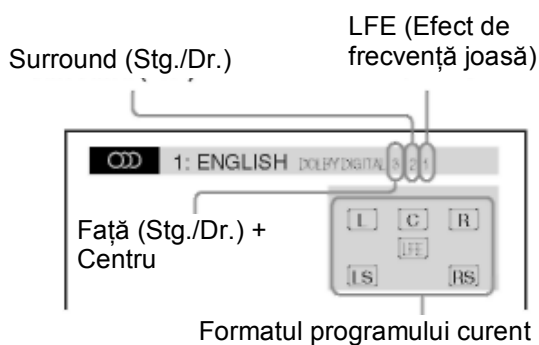 LFE (Efect de
frecvență joasă)
Surround (Stg./Dr.)
1: ENGLISH DOLBY DIGITAL 3 2 1
Față (Stg./Dr.) +
Centru
L C R
LFE
LS RS
Formatul programului curent